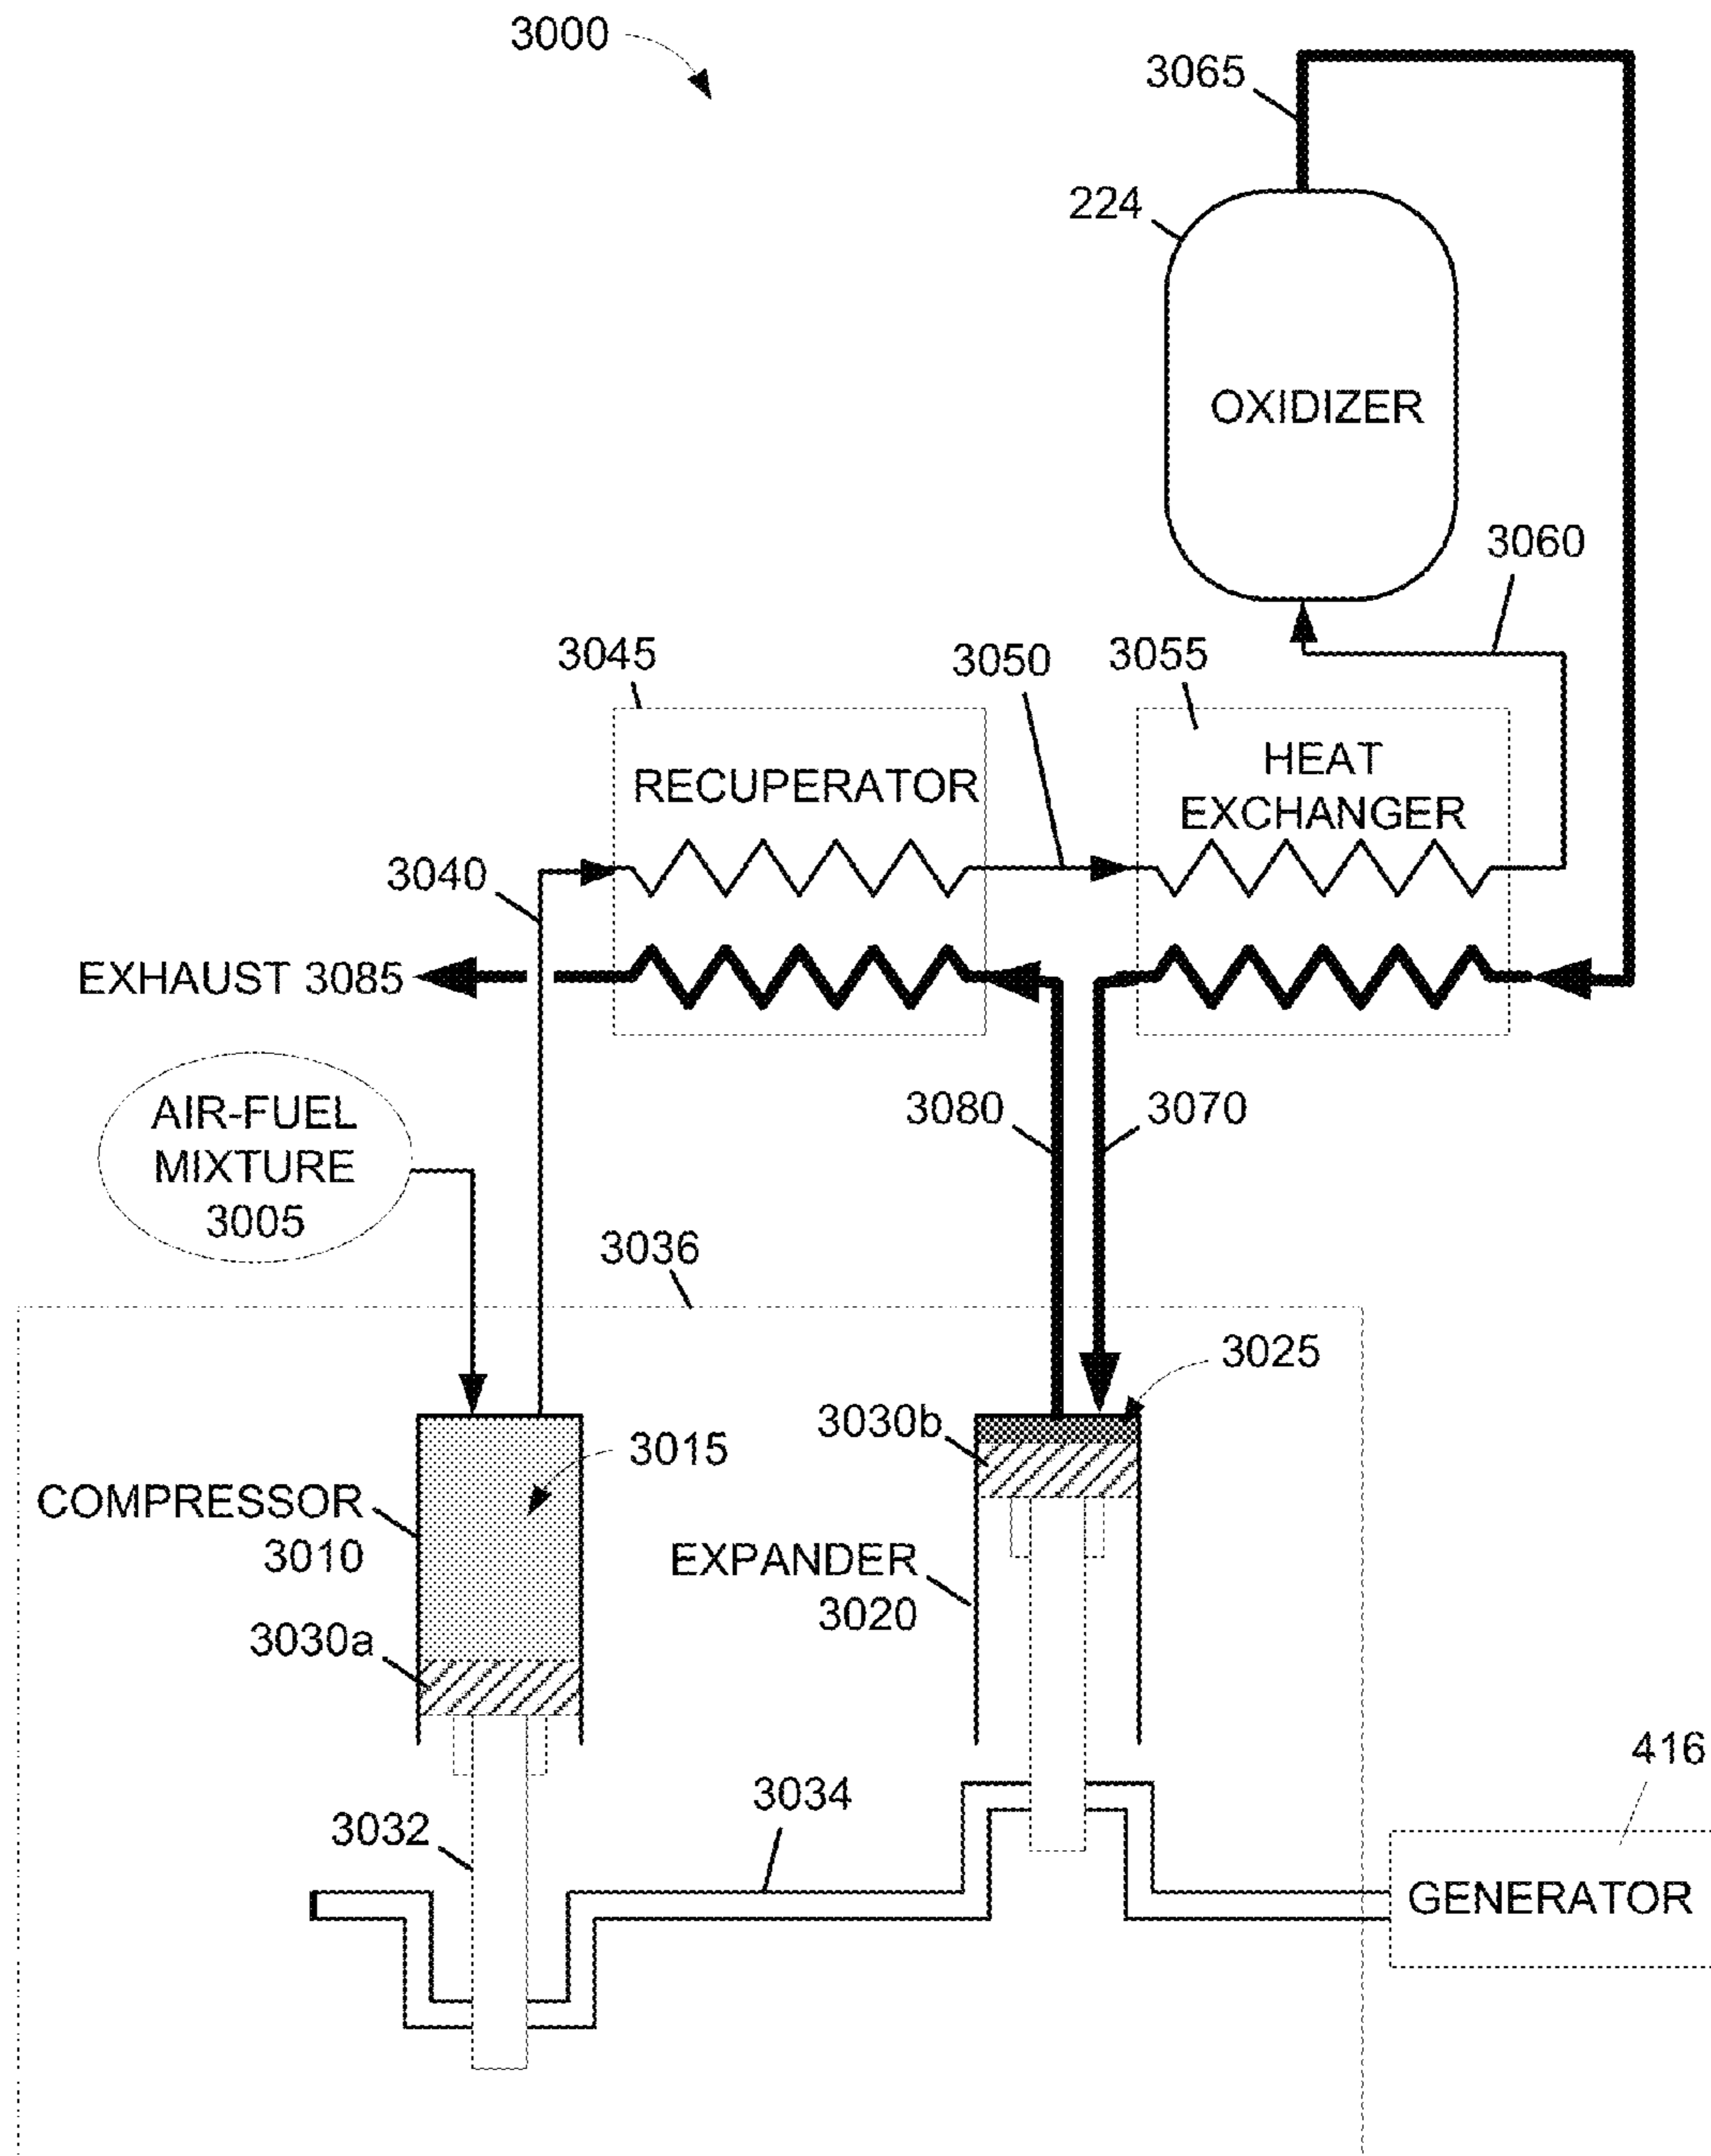 3000
3065
224
OXIDIZER
3060
3045
3050
3055
RECUPERATOR
HEAT
EXCHANGER
3040
EXHAUST 3085
AIR-FUEL
MIXTURE
3005
3080
3070
3036
3025
3030b
3015
COMPRESSOR
3010
EXPANDER
3020
3030a
416
3034
3032
GENERATOR